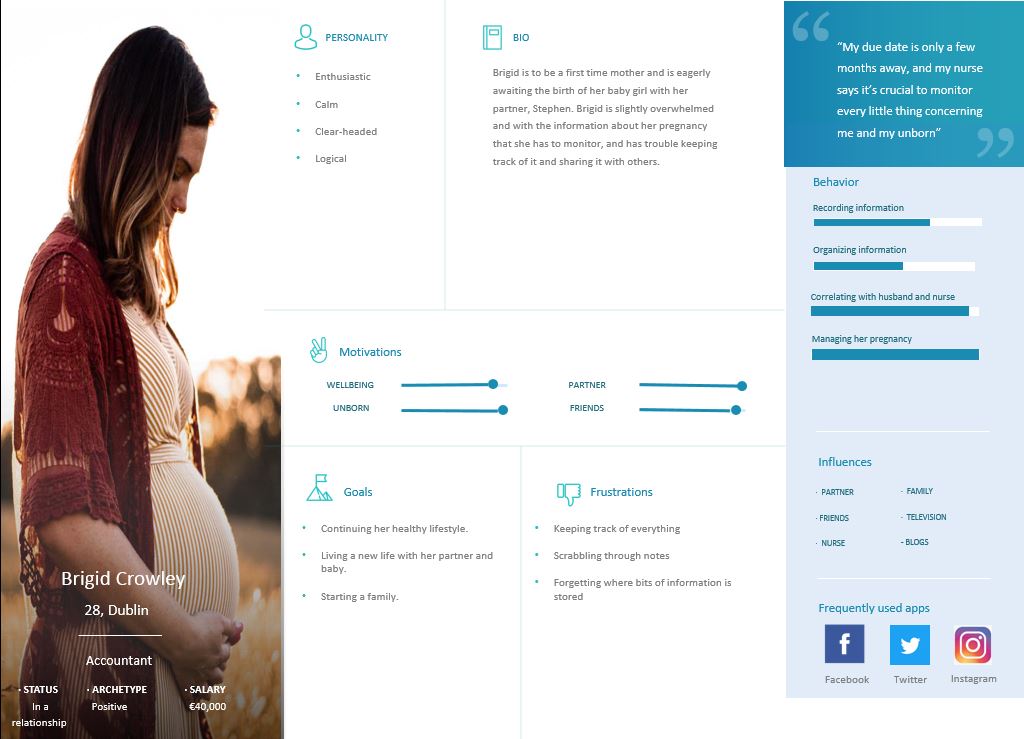 Brigid Crowley
28, Dublin
Accountant
· STATUS
In a
relationship
· ARCHETYPE
Positive
· SALARY
€40,000
PERSONALITY
• Enthusiastic
• Calm
• Clear-headed
• Logical
BIO
Brigid is to be a first time mother and is eagerly
awaiting the birth of her baby girl with her
partner, Stephen. Brigid is slightly overwhelmed
and with the information about her pregnancy
that she has to monitor, and has trouble keeping
track of it and sharing it with others.
Motivations
WELLBEING
UNBORN
PARTNER
FRIENDS
Goals
• Continuing her healthy lifestyle.
• Living a new life with her partner and
baby.
• Starting a family.
Frustrations
• Keeping track of everything
• Scrabbling through notes
• Forgetting where bits of information is
stored
“My due date is only a few
months away, and my nurse
says it’s crucial to monitor
every little thing concerning
me and my unborn”
Behavior
Recording information
Organizing information
Correlating with husband and nurse
Managing her pregnancy
Influences
· PARTNER
· FRIENDS
· NURSE
· FAMILY
· TELEVISION
- BLOGS
Frequently used apps
Facebook
Twitter
Instagram